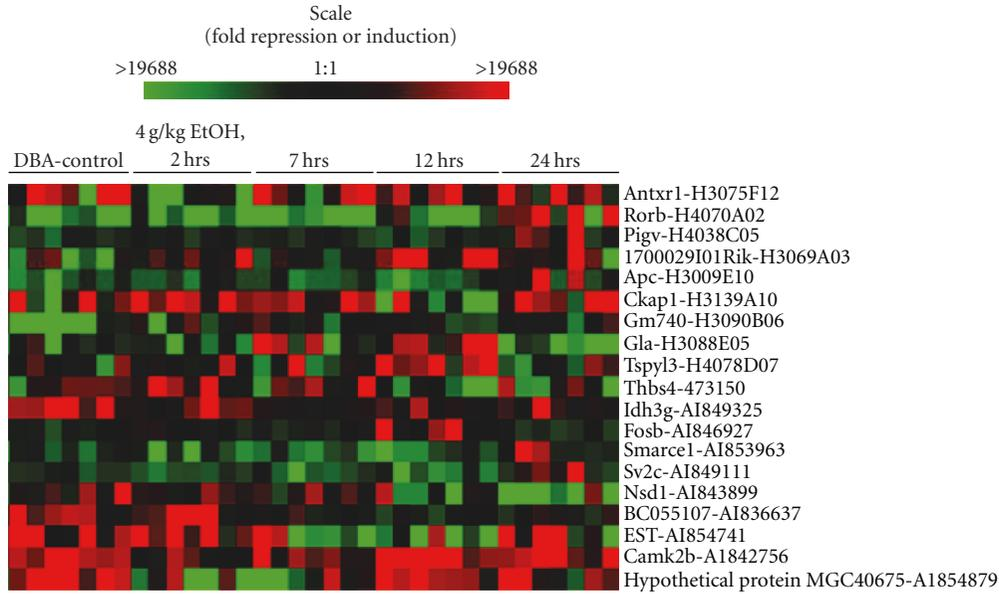 Scale
(fold repression or induction)
>19688 1:1 >19688
4 g/kg EtOH,
DBA-control 2 hrs 7 hrs 12 hrs 24 hrs
Antxr1-H3075F12
Rorb-H4070A02
Pigv-H4038C05
1700029I01Rik-H3069A03
Apc-H3009E10
Ckap1-H3139A10
Gm740-H3090B06
Gla-H3088E05
Tspyl3-H4078D07
Thbs4-473150
Idh3g-AI849325
Fosb-AI846927
Smarce1-AI853963
Sv2c-AI849111
Nsd1-AI843899
BC055107-AI836637
EST-AI854741
Camk2b-A1842756
Hypothetical protein MGC40675-A1854879